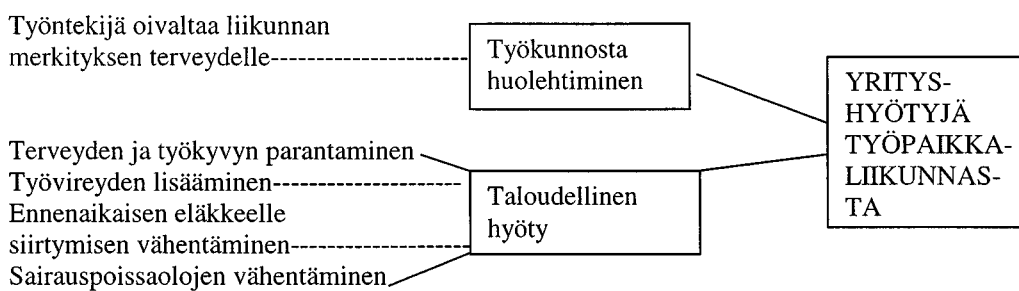 Työntekijä oivaltaa liikunnan
merkityksen terveydelle
Työkunnosta
huolehtiminen
YRITYS-
HYÖTYJÄ
TYÖPAIKKA-
LIIKUNNAS-
TA
Terveyden ja työkyvyn parantaminen
Työvireyden lisääminen
Ennenaikaisen eläkkeelle
siirtymisen vähentäminen
Sairauspoissaolojen vähentäminen
Taloudellinen
hyöty